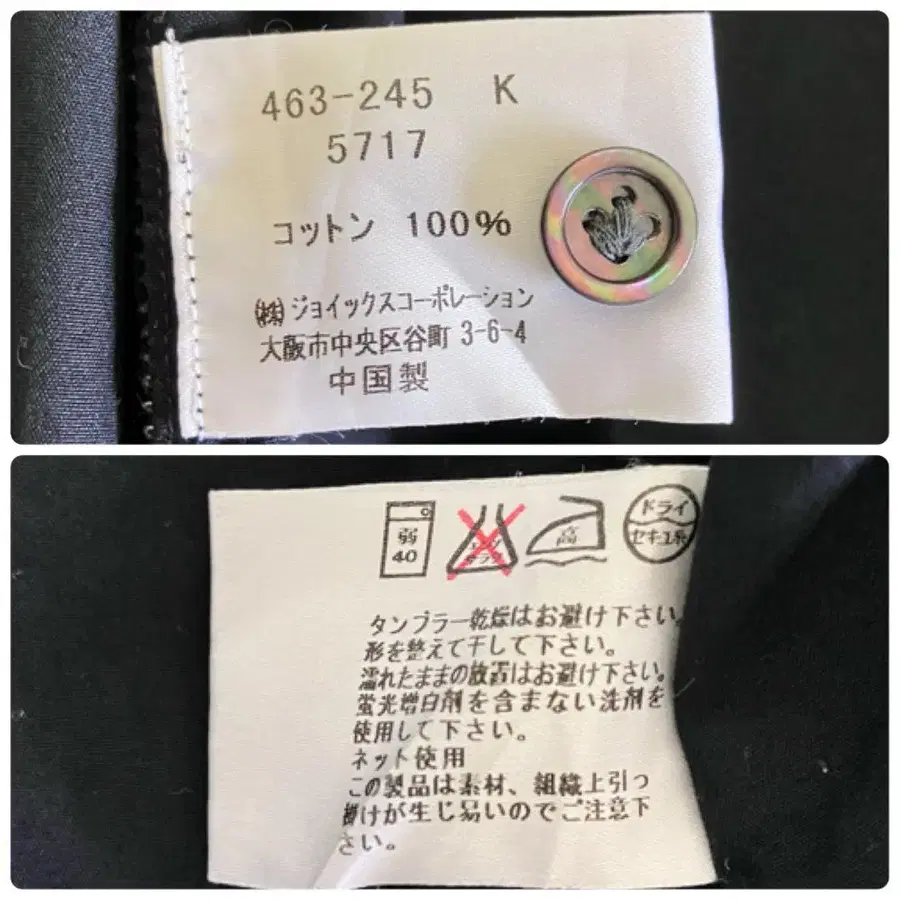 463-245 K
5717
コットン 100%
㈱ジョイックスコーポレーション
大阪市中央区谷町 3-6-4
中国製
弱
40
エンソ
サラシ
高
ドライ
セキユ系
タンブラー乾燥はお避け下さい。
形を整えて干して下さい。
濡れたままの放置はお避け下さい。
蛍光増白剤を含まない洗剤を
使用して下さい。
ネット使用
この製品は素材、組織上引っ
掛けが生じ易いのでご注意下
さい。